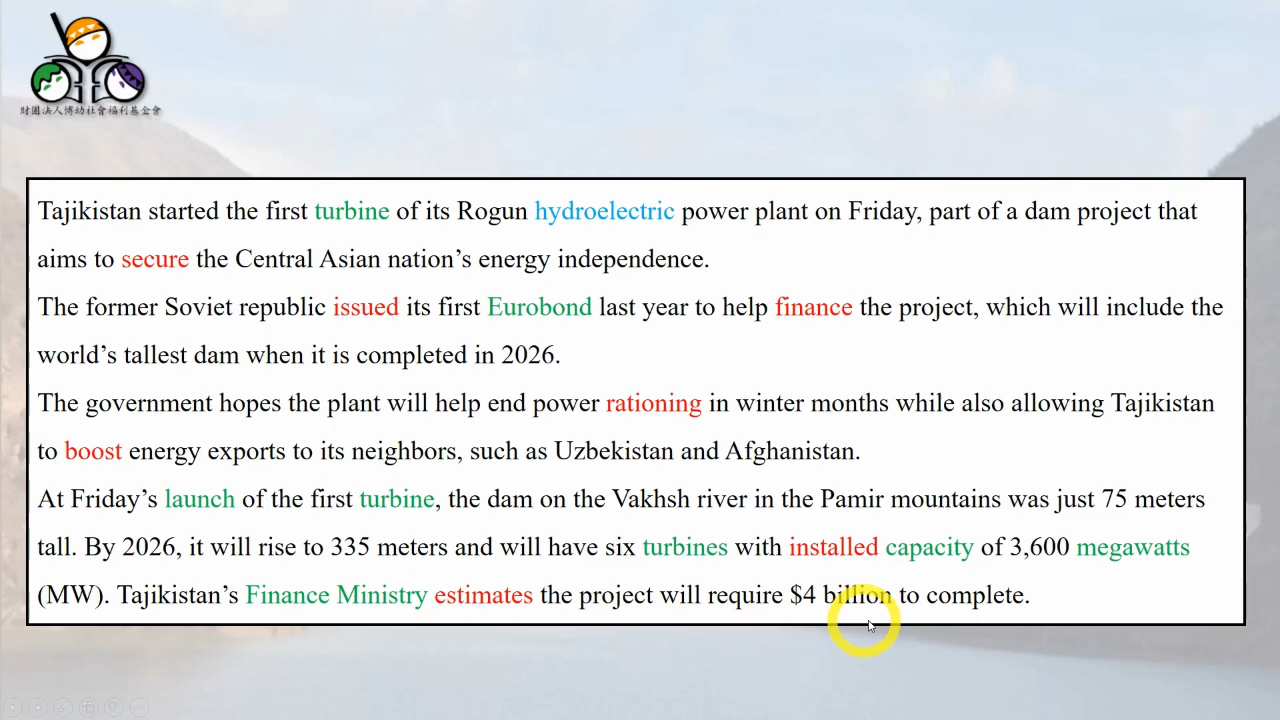 財團法人博幼社會福利基金會
Tajikistan started the first turbine of its Rogun hydroelectric power plant on Friday, part of a dam project that
aims to secure the Central Asian nation’s energy independence.
The former Soviet republic issued its first Eurobond last year to help finance the project, which will include the
world’s tallest dam when it is completed in 2026.
The government hopes the plant will help end power rationing in winter months while also allowing Tajikistan
to boost energy exports to its neighbors, such as Uzbekistan and Afghanistan.
At Friday’s launch of the first turbine, the dam on the Vakhsh river in the Pamir mountains was just 75 meters
tall. By 2026, it will rise to 335 meters and will have six turbines with installed capacity of 3,600 megawatts
(MW). Tajikistan’s Finance Ministry estimates the project will require $4 billion to complete.